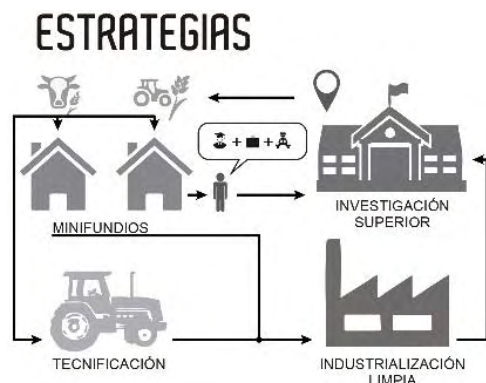 ESTRATEGIAS
+ +
MINIFUNDIOS
INVESTIGACIÓN
SUPERIOR
TECNIFICACIÓN
INDUSTRIALIZACIÓN
LIMPIA